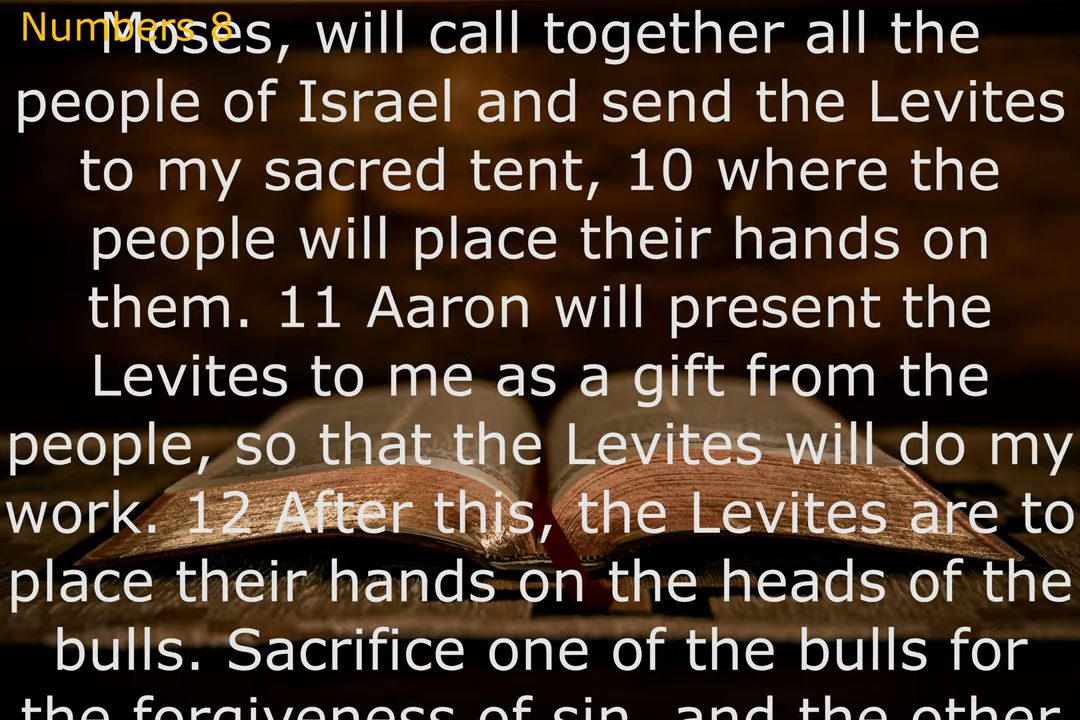 Numbers 8
Moses, will call together all the
people of Israel and send the Levites
to my sacred tent, 10 where the
people will place their hands on
them. 11 Aaron will present the
Levites to me as a gift from the
people, so that the Levites will do my
work. 12 After this, the Levites are to
place their hands on the heads of the
bulls. Sacrifice one of the bulls for
the forgiveness of sin, and the other